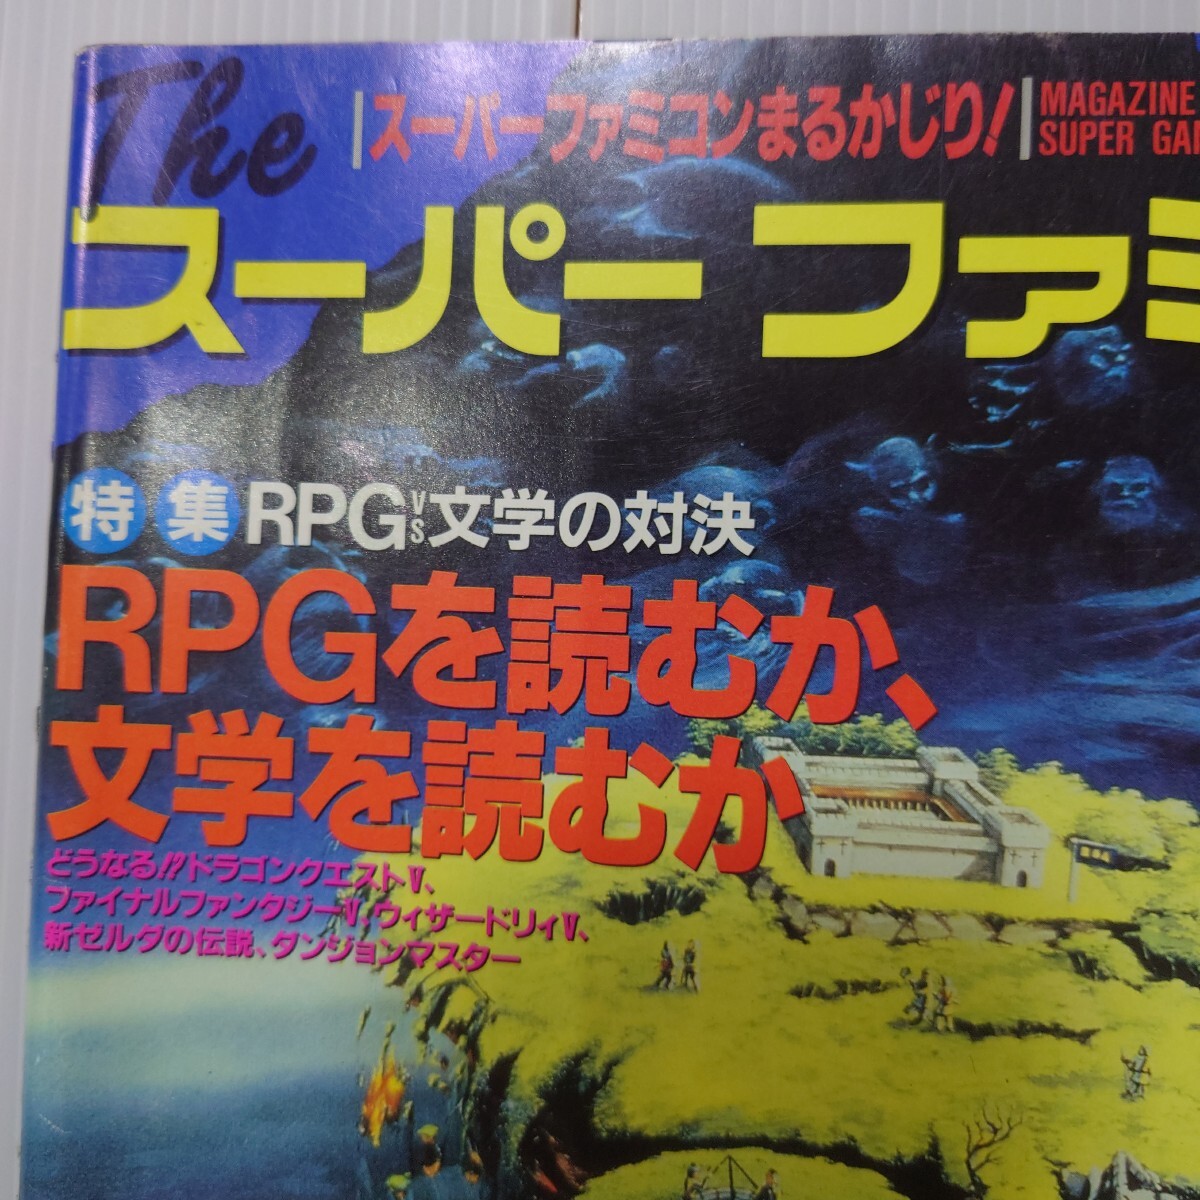 The
スーパーファミコンまるかじり!
MAGAZINE
SUPER
スーパーファミ
特集 RPG vs 文学の対決
RPGを読むか、
文学を読むか
どうなる!?ドラゴンクエストV、
ファイナルファンタジーV、ウィザードリィV、
新ゼルダの伝説、ダンジョンマスター